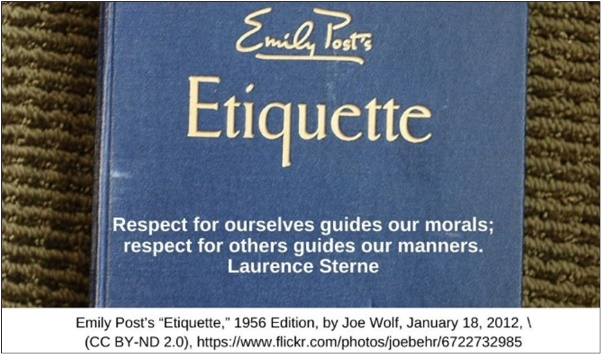 Emily Post's
Etiquette
Respect for ourselves guides our morals;
respect for others guides our manners.
Laurence Sterne
Emily Post's “Etiquette,” 1956 Edition, by Joe Wolf, January 18, 2012, \
(CC BY-ND 2.0), https://www.flickr.com/photos/joebehr/6722732985